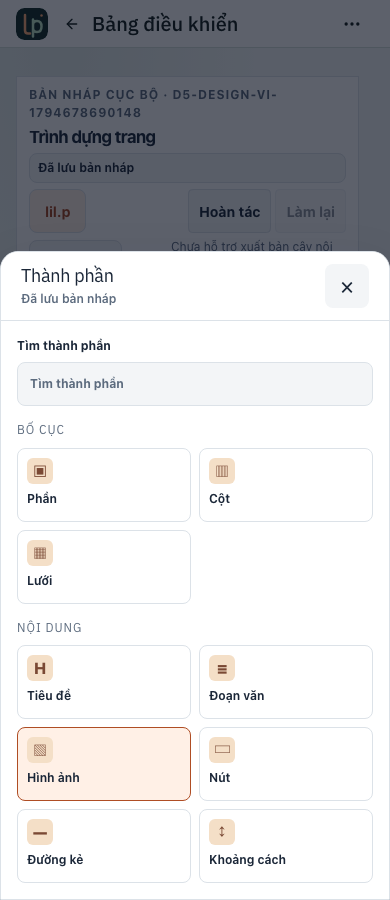 lp
Bảng điều khiển
BẢN NHÁP CỤC BỘ · D5-DESIGN-VI-
1794678690148
Trình dựng trang
Đã lưu bản nháp
lil.p
Hoàn tác
Làm lại
Chưa hỗ trợ xuất bản cây nội
Thành phần
Đã lưu bản nháp
Tìm thành phần
Tìm thành phần
BỐ CỤC
Phần
Cột
Lưới
NỘI DUNG
H
Tiêu đề
Đoạn văn
Hình ảnh
Nút
Đường kẻ
Khoảng cách